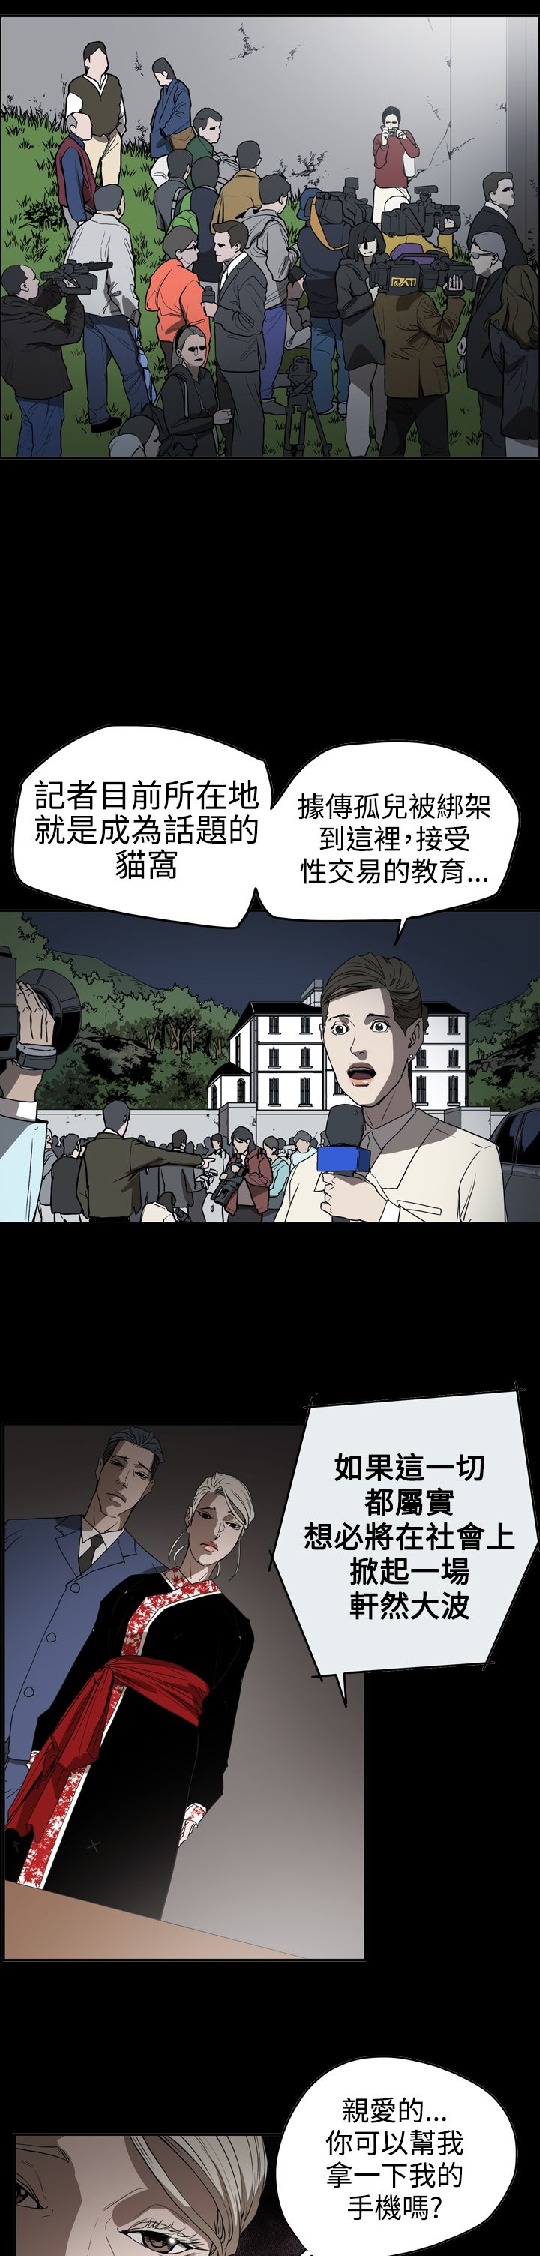 記者目前所在地
就是成為話題的
貓窩
據傳孤兒被綁架
到這裡，接受
性交易的教育…
如果這一切
都屬實
想必將在社會上
掀起一場
軒然大波
親愛的…
你可以幫我
拿一下我的
手機嗎？